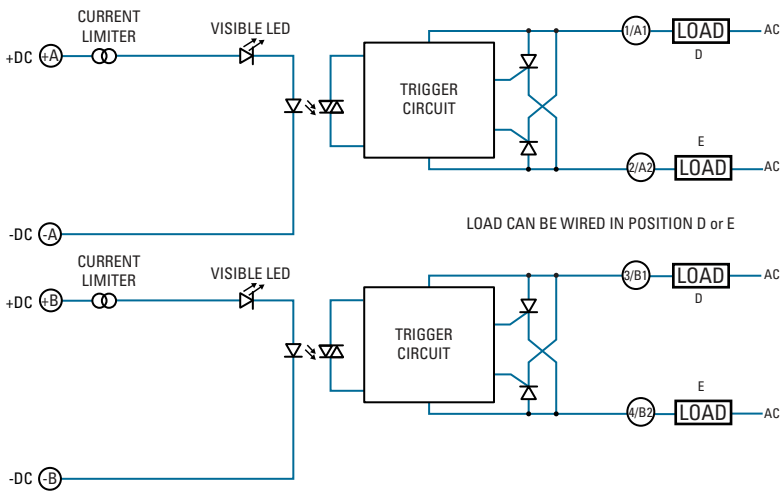 CURRENT
LIMITER
VISIBLE LED
+DC
+A
1/A1
LOAD
AC
D
TRIGGER
CIRCUIT
E
2/A2
LOAD
AC
-DC
-A
LOAD CAN BE WIRED IN POSITION D or E
CURRENT
LIMITER
VISIBLE LED
+DC
+B
3/B1
LOAD
AC
D
TRIGGER
CIRCUIT
E
4/B2
LOAD
AC
-DC
-B